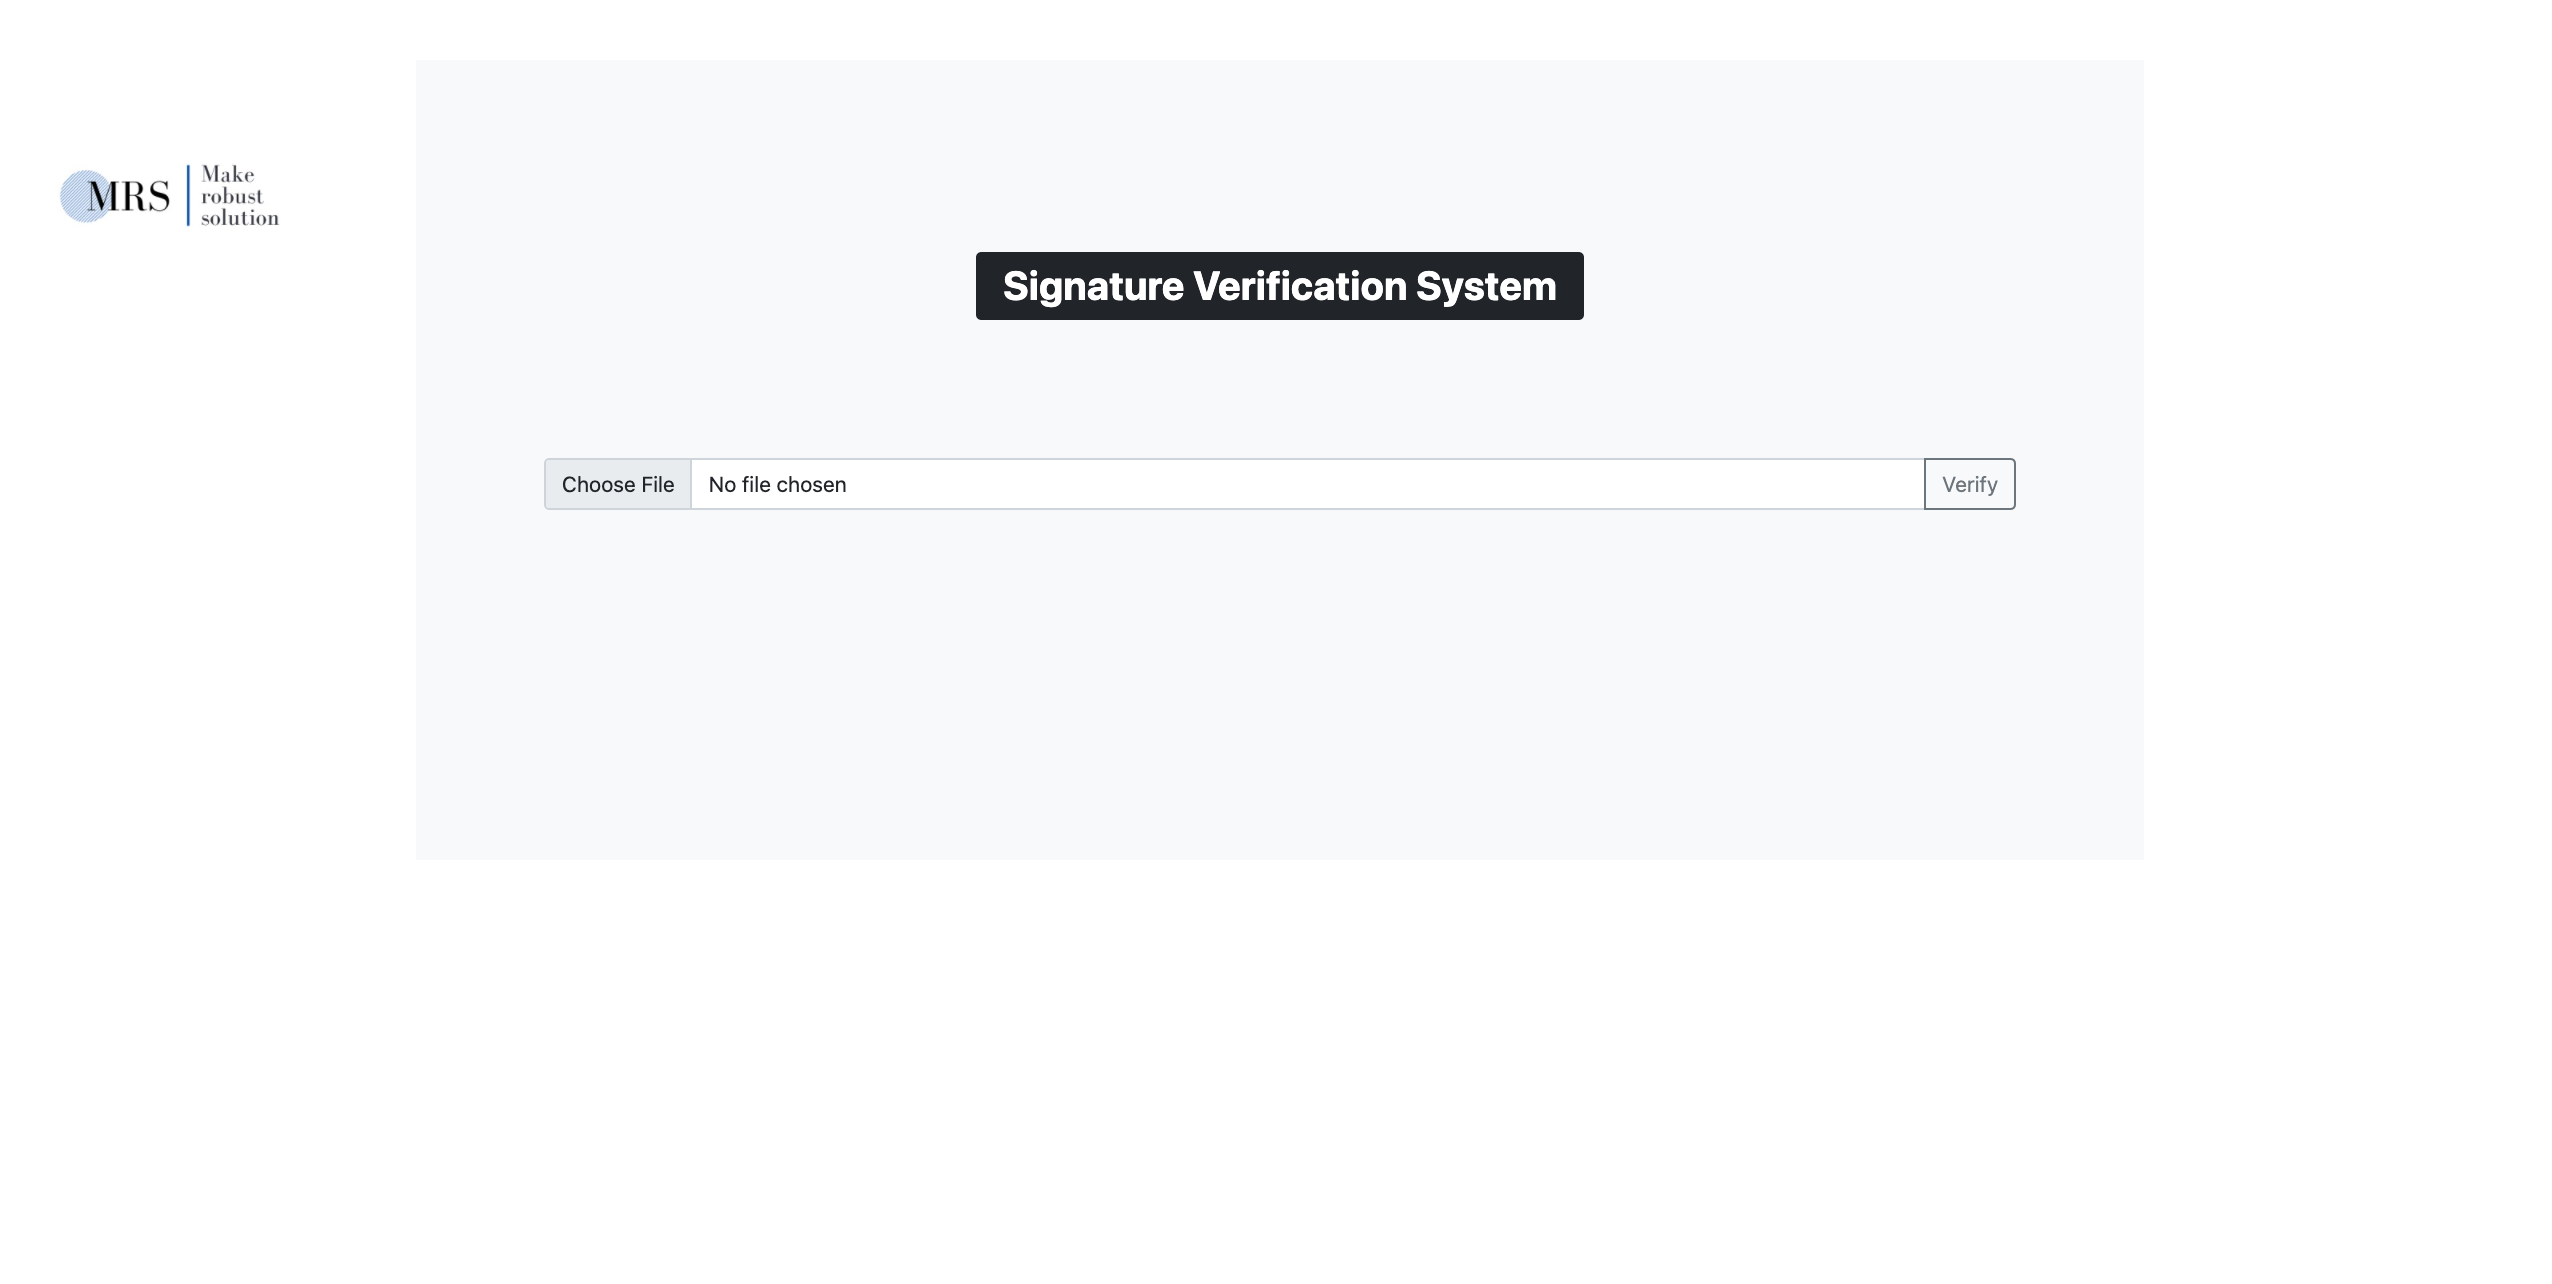 MRS
Make
robust
solution
Signature Verification System
Choose File No file chosen Verify